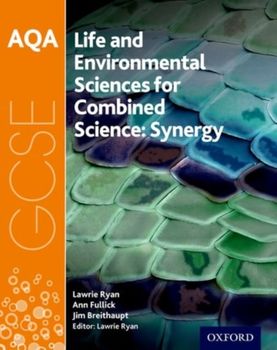 AQA
GCSE
Life and
Environmental
Sciences for
Combined
Science: Synergy
Lawrie Ryan
Ann Fullick
Jim Breithaupt
Editor: Lawrie Ryan
OXFORD